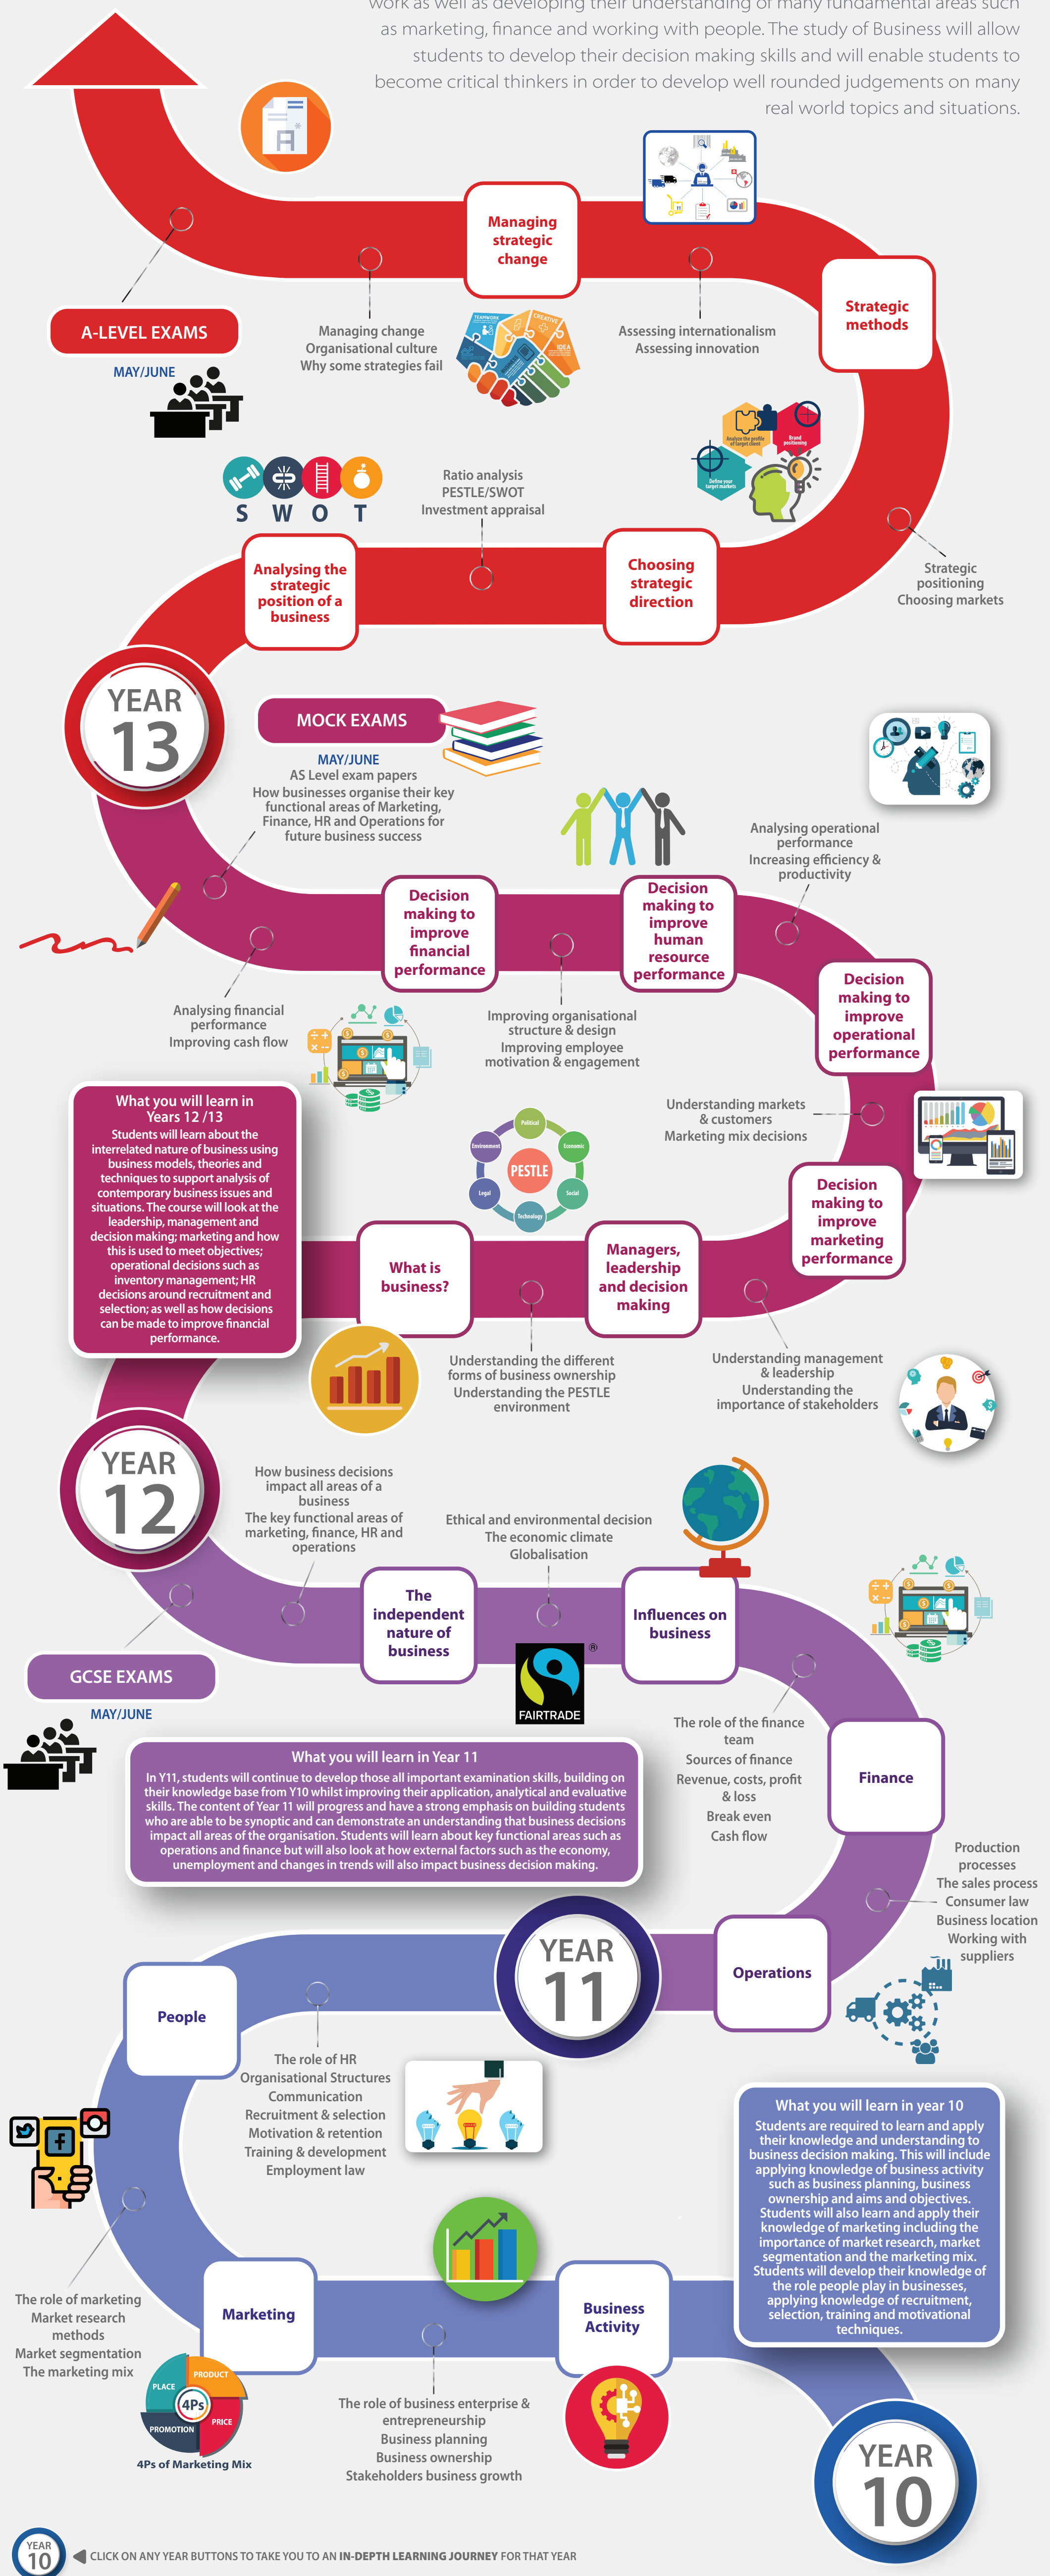 work as well as developing their understanding of many fundamental areas such
as marketing, finance and working with people. The study of Business will allow
students to develop their decision making skills and will enable students to
become critical thinkers in order to develop well rounded judgements on many
real world topics and situations.
Managing
strategic
change
Strategic
methods
A-LEVEL EXAMS
MAY/JUNE
Managing change
Organisational culture
Why some strategies fail
TEAMWORK
CREATIVE
IDEA
Assessing internationalism
Assessing innovation
Analyze the profile
of target client
Brand
positioning
Define your
target markets
S W O T
Ratio analysis
PESTLE/SWOT
Investment appraisal
Strategic
positioning
Choosing markets
Analysing the
strategic
position of a
business
Choosing
strategic
direction
YEAR
13
MOCK EXAMS
MAY/JUNE
AS Level exam papers
How businesses organise their key
functional areas of Marketing,
Finance, HR and Operations for
future business success
Analysing operational
performance
Increasing efficiency &
productivity
Decision
making to
improve
financial
performance
Decision
making to
improve
human
resource
performance
Decision
making to
improve
operational
performance
Analysing financial
performance
Improving cash flow
Improving organisational
structure & design
Improving employee
motivation & engagement
What you will learn in
Years 12 /13
Students will learn about the
interrelated nature of business using
business models, theories and
techniques to support analysis of
contemporary business issues and
situations. The course will look at the
leadership, management and
decision making; marketing and how
this is used to meet objectives;
operational decisions such as
inventory management; HR
decisions around recruitment and
selection; as well as how decisions
can be made to improve financial
performance.
Understanding markets
& customers
Marketing mix decisions
Political
Environment
Economic
PESTLE
Legal
Social
Technology
Decision
making to
improve
marketing
performance
What is
business?
Managers,
leadership
and decision
making
Understanding the different
forms of business ownership
Understanding the PESTLE
environment
Understanding management
& leadership
Understanding the
importance of stakeholders
YEAR
12
How business decisions
impact all areas of a
business
The key functional areas of
marketing, finance, HR and
operations
Ethical and environmental decision
The economic climate
Globalisation
The
independent
nature of
business
Influences on
business
GCSE EXAMS
MAY/JUNE
®
FAIRTRADE
The role of the finance
team
Sources of finance
Revenue, costs, profit
& loss
Break even
Cash flow
Finance
What you will learn in Year 11
In Y11, students will continue to develop those all important examination skills, building on
their knowledge base from Y10 whilst improving their application, analytical and evaluative
skills. The content of Year 11 will progress and have a strong emphasis on building students
who are able to be synoptic and can demonstrate an understanding that business decisions
impact all areas of the organisation. Students will learn about key functional areas such as
operations and finance but will also look at how external factors such as the economy,
unemployment and changes in trends will also impact business decision making.
Production
processes
The sales process
Consumer law
Business location
Working with
suppliers
YEAR
11
Operations
People
The role of HR
Organisational Structures
Communication
Recruitment & selection
Motivation & retention
Training & development
Employment law
What you will learn in year 10
Students are required to learn and apply
their knowledge and understanding to
business decision making. This will include
applying knowledge of business activity
such as business planning, business
ownership and aims and objectives.
Students will also learn and apply their
knowledge of marketing including the
importance of market research, market
segmentation and the marketing mix.
Students will develop their knowledge of
the role people play in businesses,
applying knowledge of recruitment,
selection, training and motivational
techniques.
The role of marketing
Market research
methods
Market segmentation
The marketing mix
Marketing
Business
Activity
PLACE
PRODUCT
4Ps
PROMOTION
PRICE
4Ps of Marketing Mix
The role of business enterprise &
entrepreneurship
Business planning
Business ownership
Stakeholders business growth
YEAR
10
YEAR
10
CLICK ON ANY YEAR BUTTONS TO TAKE YOU TO AN IN-DEPTH LEARNING JOURNEY FOR THAT YEAR